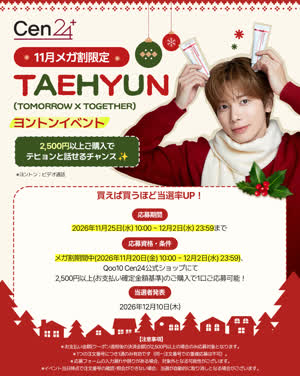 Cen24+
11月メガ割限定
TAEHYUN
(TOMORROW X TOGETHER)
ヨントンイベント
2,500円以上ご購入で
テヒョンと話せるチャンス
*ヨントン：ビデオ通話
買えば買うほど当選率UP！
応募期間
2026年11月25日(水) 10:00 ~ 12月2日(水) 23:59まで
応募資格・条件
メガ割期間中(2026年11月20日(金) 10:00 ~ 12月2日(水) 23:59)、
Qoo10 Cen24公式ショップにて
2,500円以上(お支払い確定金額基準)のご購入で1口ご応募可能！
当選者発表
2026年12月10日(木)
【注意事項】